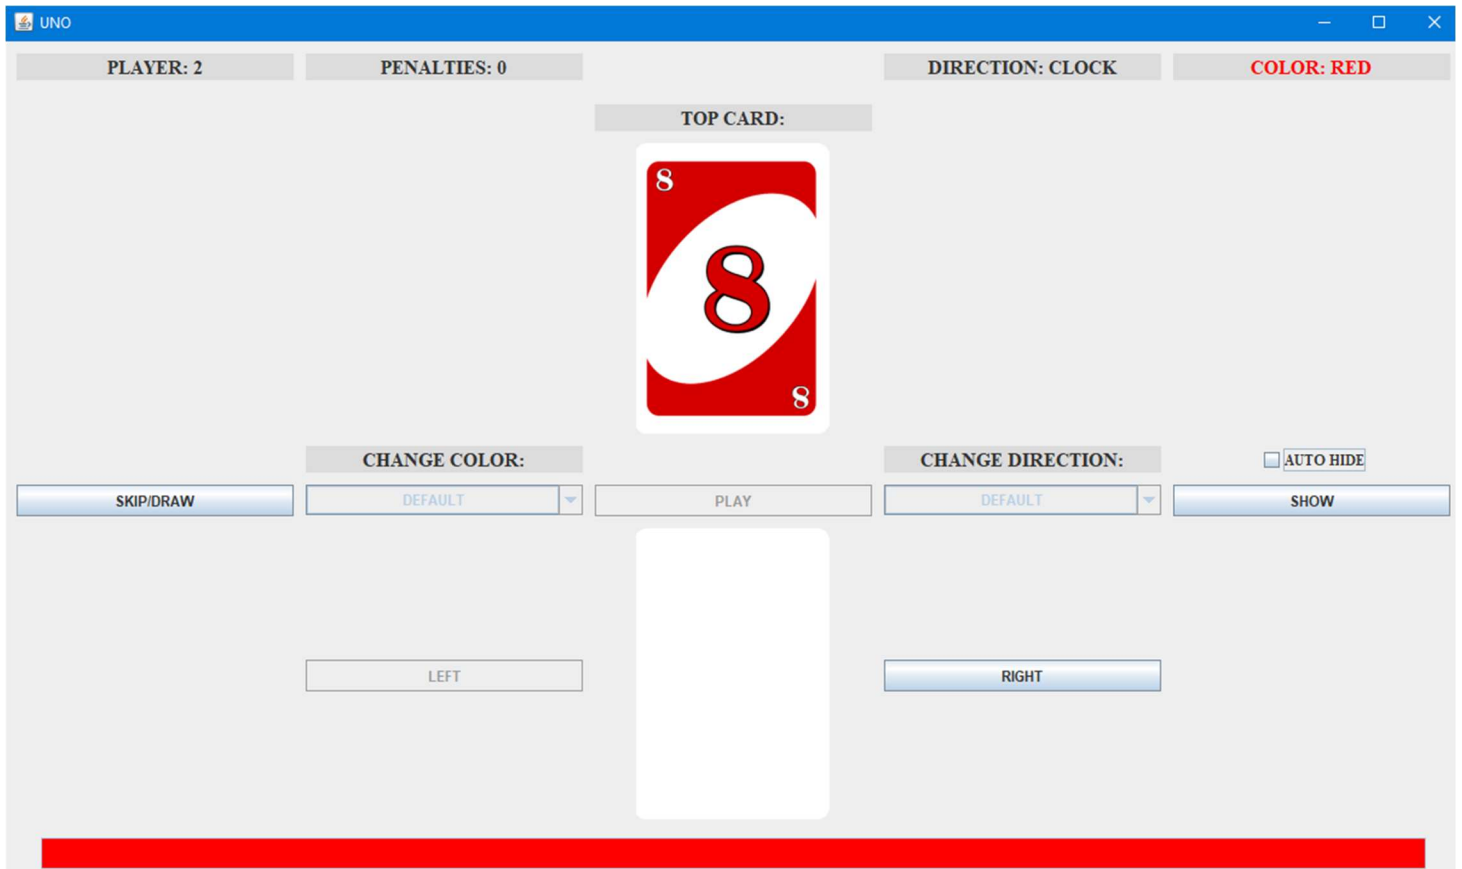 UNO
PLAYER: 2
PENALTIES: 0
DIRECTION: CLOCK
COLOR: RED
TOP CARD:
8
8
8
CHANGE COLOR:
CHANGE DIRECTION:
AUTO HIDE
SKIP/DRAW
DEFAULT
PLAY
DEFAULT
SHOW
LEFT
RIGHT